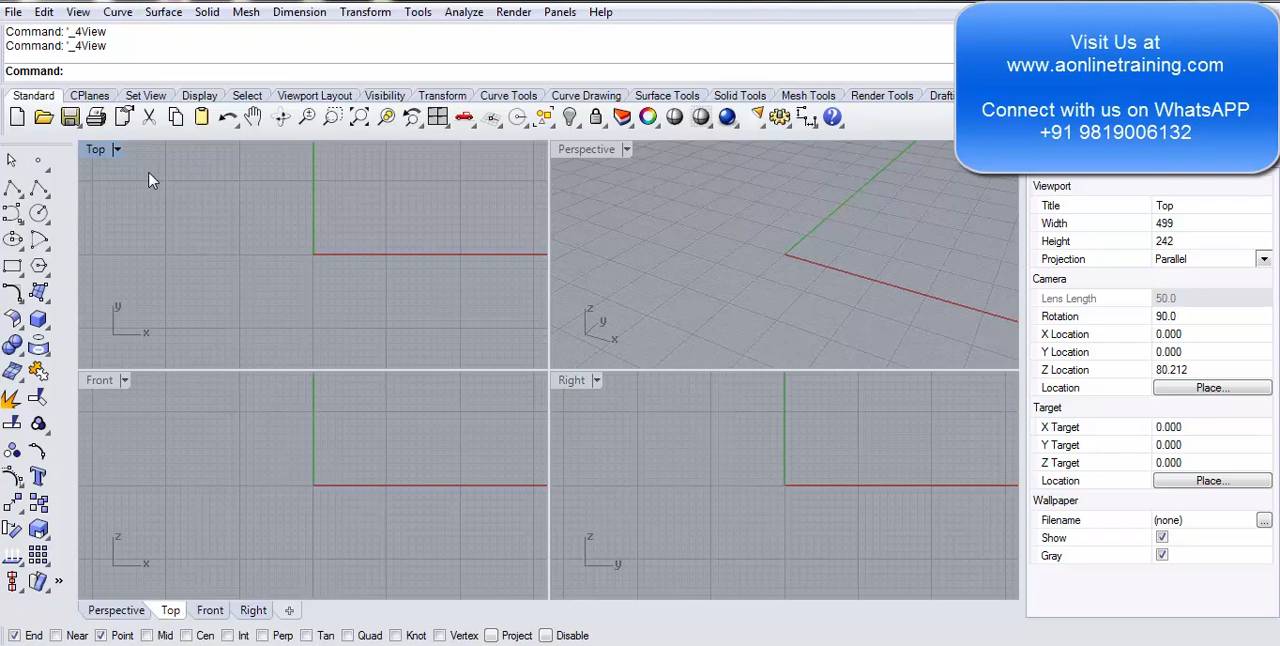 File Edit View Curve Surface Solid Mesh Dimension Transform Tools Analyze Render Panels Help
Command: '_4View
Command: '_4View
Command:
Visit Us at
www.aonlinetraining.com
Connect with us on WhatsAPP
+91 9819006132
Standard CPlanes Set View Display Select Viewport Layout Visibility Transform Curve Tools Curve Drawing Surface Tools Solid Tools Mesh Tools Render Tools Drafti
Top
Perspective
y
x
z
y
x
Front
Right
z
x
z
y
Viewport
Title Top
Width 499
Height 242
Projection Parallel
Camera
Lens Length 50.0
Rotation 90.0
X Location 0.000
Y Location 0.000
Z Location 80.212
Location Place...
Target
X Target 0.000
Y Target 0.000
Z Target 0.000
Location Place...
Wallpaper
Filename (none) ...
Show
Gray
Perspective Top Front Right
End Near Point Mid Cen Int Perp Tan Quad Knot Vertex Project Disable